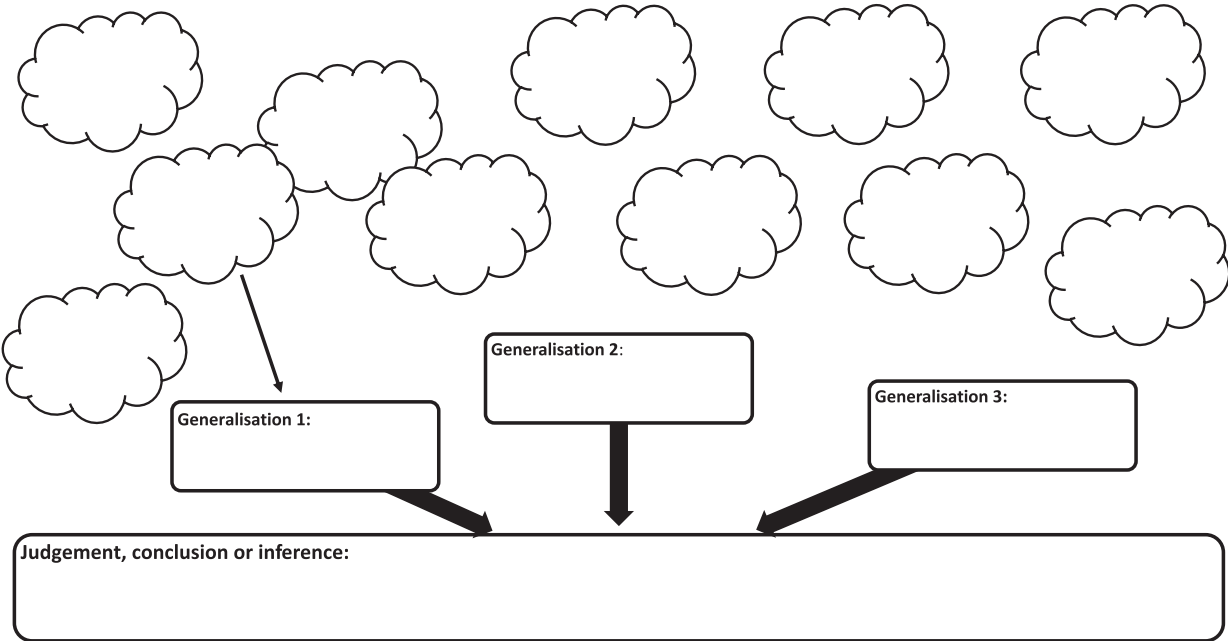 Generalisation 2:
Generalisation 3:
Generalisation 1:
Judgement, conclusion or inference: